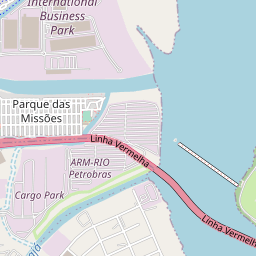 International
Business
Park
Parque das
Missões
Linha Vermelha
ARM-RIO
Petrobras
Cargo Park
Linha Vermelha